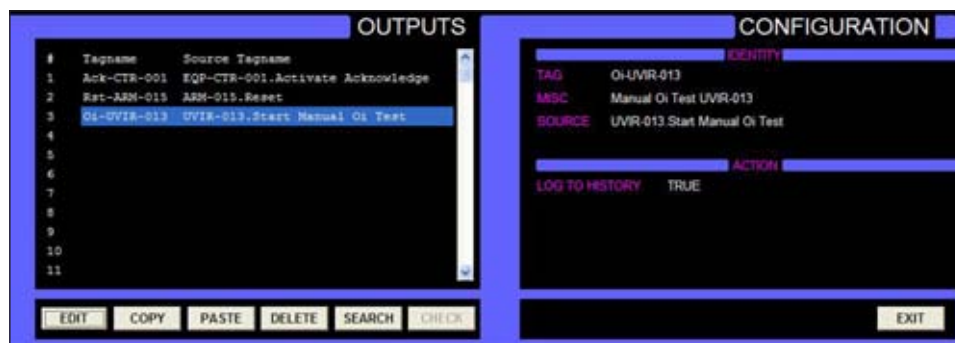 OUTPUTS
# Tagname Source Tagname
1 Ack-CTR-001 EQP-CTR-001.Activate Acknowledge
2 Rst-ARM-015 ARM-015.Reset
3 Oi-UVIR-013 UVIR-013.Start Manual Oi Test
4
5
6
7
8
9
10
11
EDIT COPY PASTE DELETE SEARCH CHECK
CONFIGURATION
IDENTITY
TAG Oi-UVIR-013
MISC Manual Oi Test UVIR-013
SOURCE UVIR-013.Start Manual Oi Test
ACTION
LOG TO HISTORY TRUE
EXIT